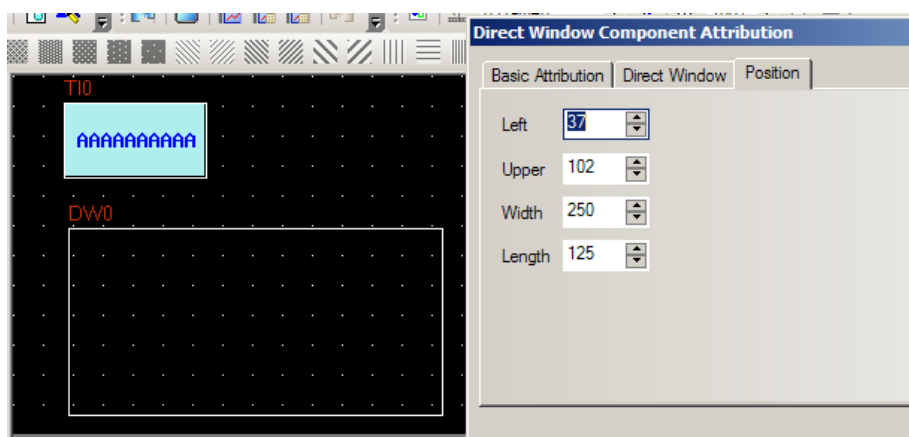 Direct Window Component Attribution
Basic Attribution
Direct Window
Position
TI0
AAAAAAAAAA
DW0
Left 37
Upper 102
Width 250
Length 125